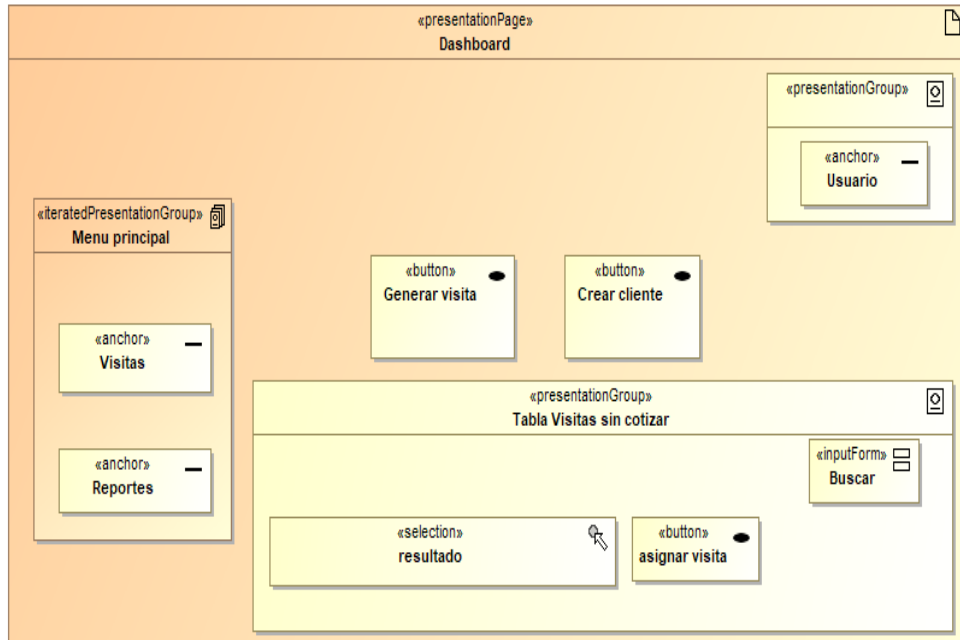 «presentationPage»
Dashboard
«presentationGroup»
«anchor»
Usuario
«iteratedPresentationGroup»
Menu principal
«anchor»
Visitas
«anchor»
Reportes
«button»
Generar visita
«button»
Crear cliente
«presentationGroup»
Tabla Visitas sin cotizar
«inputForm»
Buscar
«selection»
resultado
«button»
asignar visita